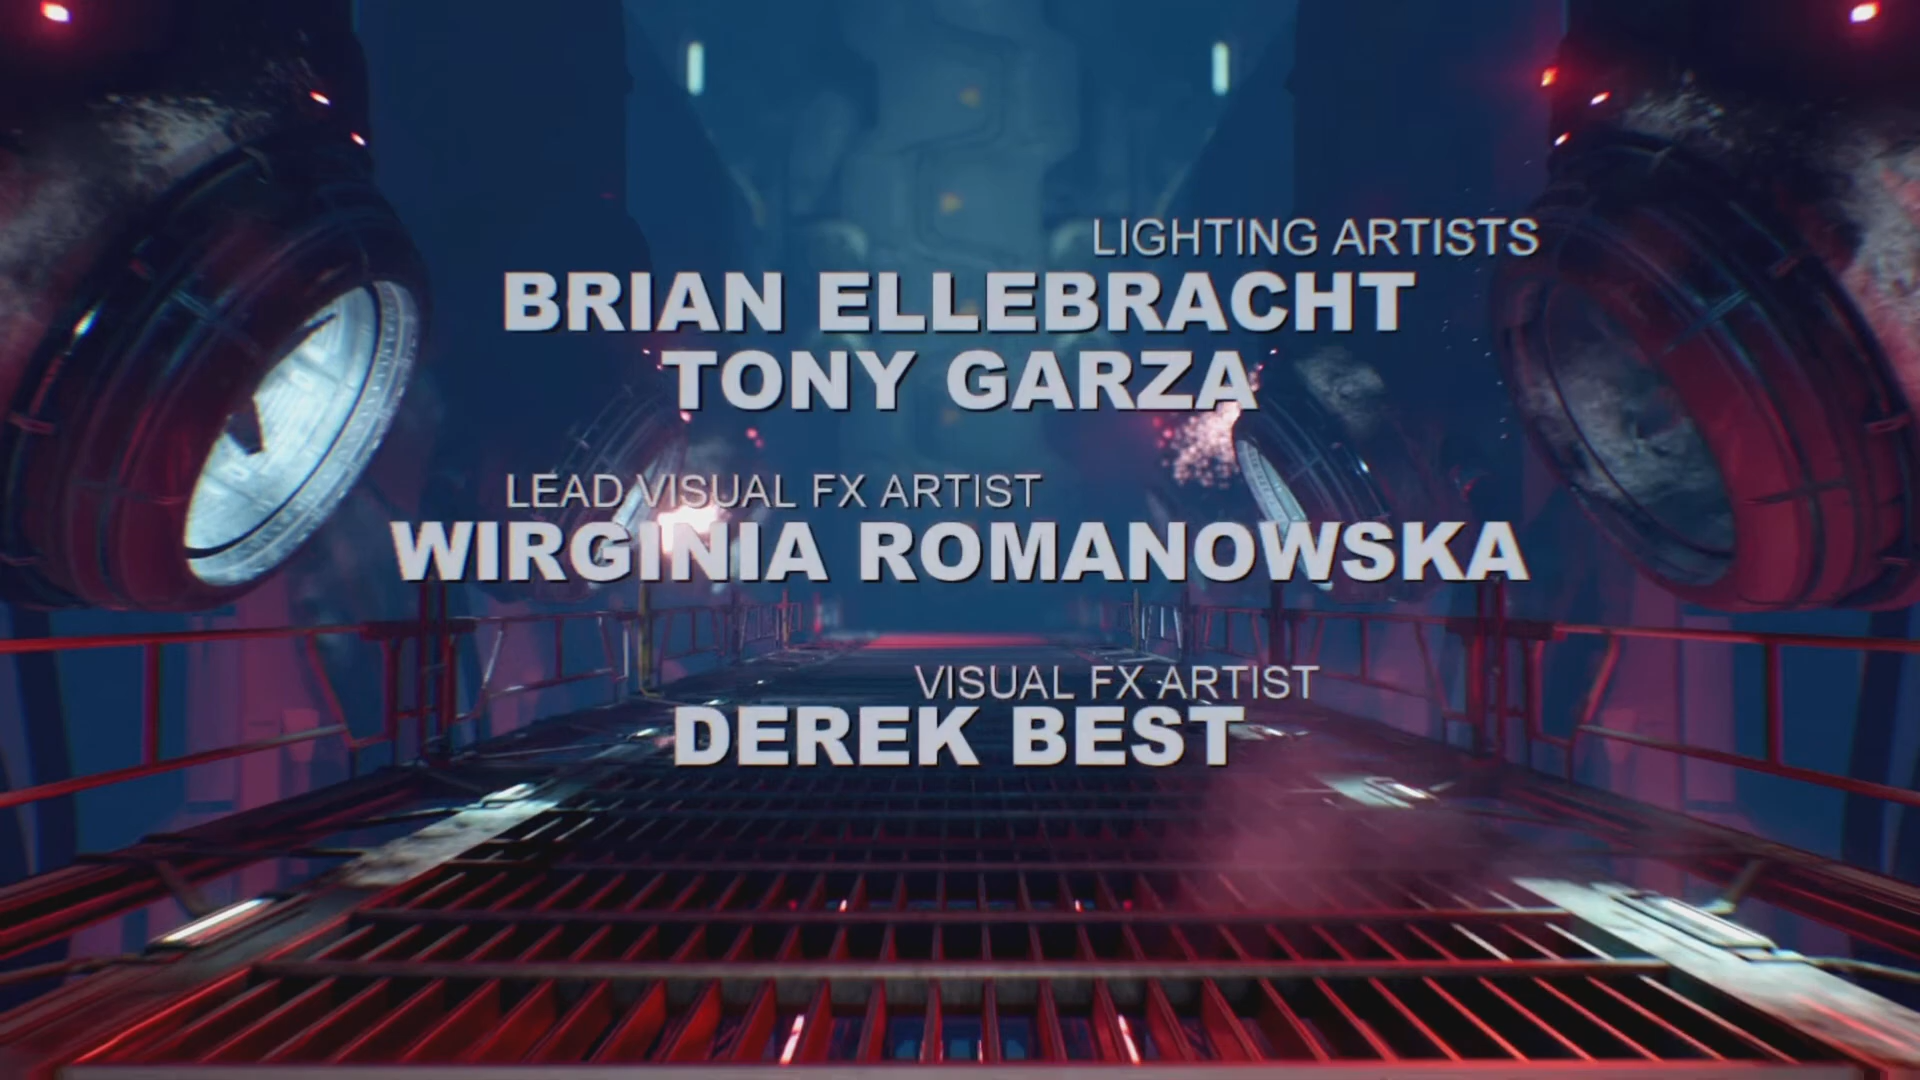 LIGHTING ARTISTS
BRIAN ELLEBRACHT
TONY GARZA
LEAD VISUAL FX ARTIST
WIRGINIA ROMANOWSKA
VISUAL FX ARTIST
DEREK BEST